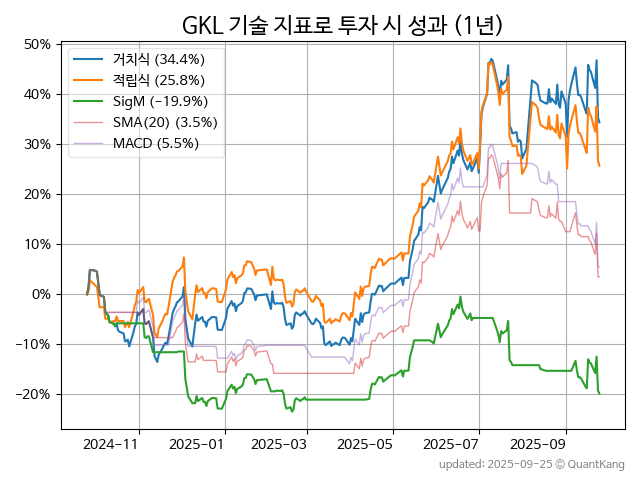 GKL 기술 지표로 투자 시 성과 (1년)
50%
40%
30%
20%
10%
0%
−10%
−20%
거치식 (34.4%)
적립식 (25.8%)
SigM (-19.9%)
SMA(20) (3.5%)
MACD (5.5%)
2024-11
2025-01
2025-03
2025-05
2025-07
2025-09
updated: 2025-09-25 © QuantKang